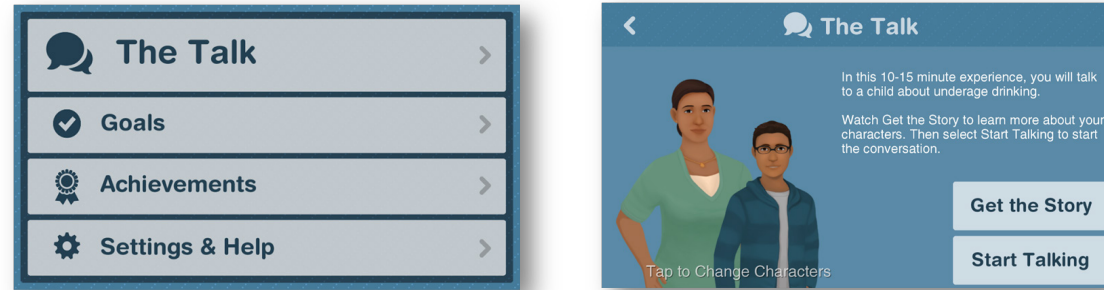 The Talk
Goals
Achievements
Settings & Help
The Talk
In this 10-15 minute experience, you will talk
to a child about underage drinking.
Watch Get the Story to learn more about your
characters. Then select Start Talking to start
the conversation.
Get the Story
Start Talking
Tap to Change Characters